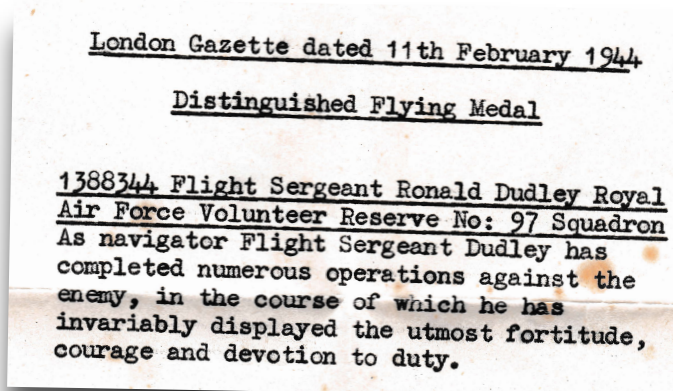 London Gazette dated 11th February 1944
Distinguished Flying Medal
1388344 Flight Sergeant Ronald Dudley Royal
Air Force Volunteer Reserve No: 97 Squadron
As navigator Flight Sergeant Dudley has
completed numerous operations against the
enemy, in the course of which he has
invariably displayed the utmost fortitude,
courage and devotion to duty.